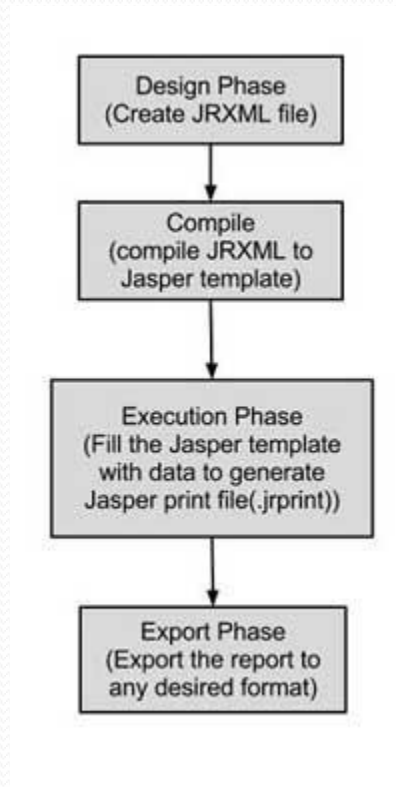 Design Phase
(Create JRXML file)
Compile
(compile JRXML to
Jasper template)
Execution Phase
(Fill the Jasper template
with data to generate
Jasper print file(.jrprint))
Export Phase
(Export the report to
any desired format)